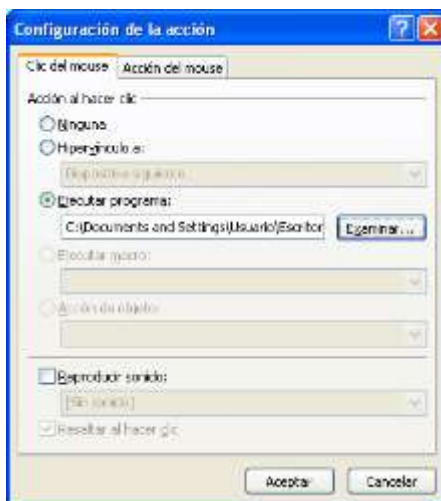 Configuración de la acción
Clic del mouse Acción del mouse
Acción al hacer clic
Ninguna
Hipervínculo a:
Diapositiva siguiente
Ejecutar programa:
C:\Documents and Settings\Usuario\Escritor Examinar...
Ejecutar macro:
Acción de objeto:
Reproducir sonido:
[Sin sonido]
Resaltar al hacer clic
Aceptar Cancelar